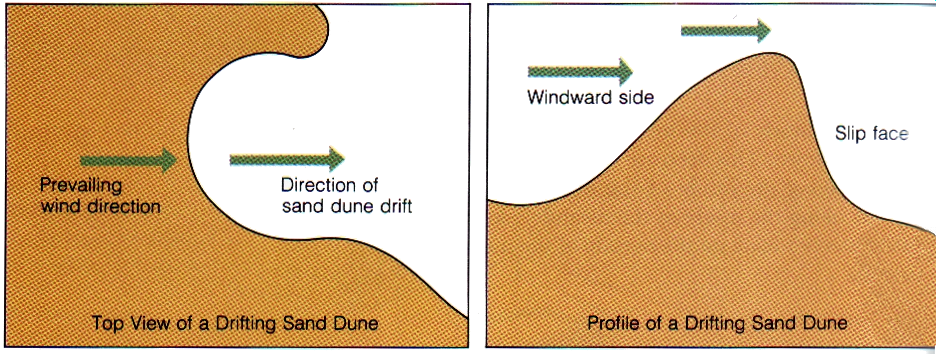 Prevailing
wind direction
Direction of
sand dune drift
Top View of a Drifting Sand Dune
Windward side
Slip face
Profile of a Drifting Sand Dune